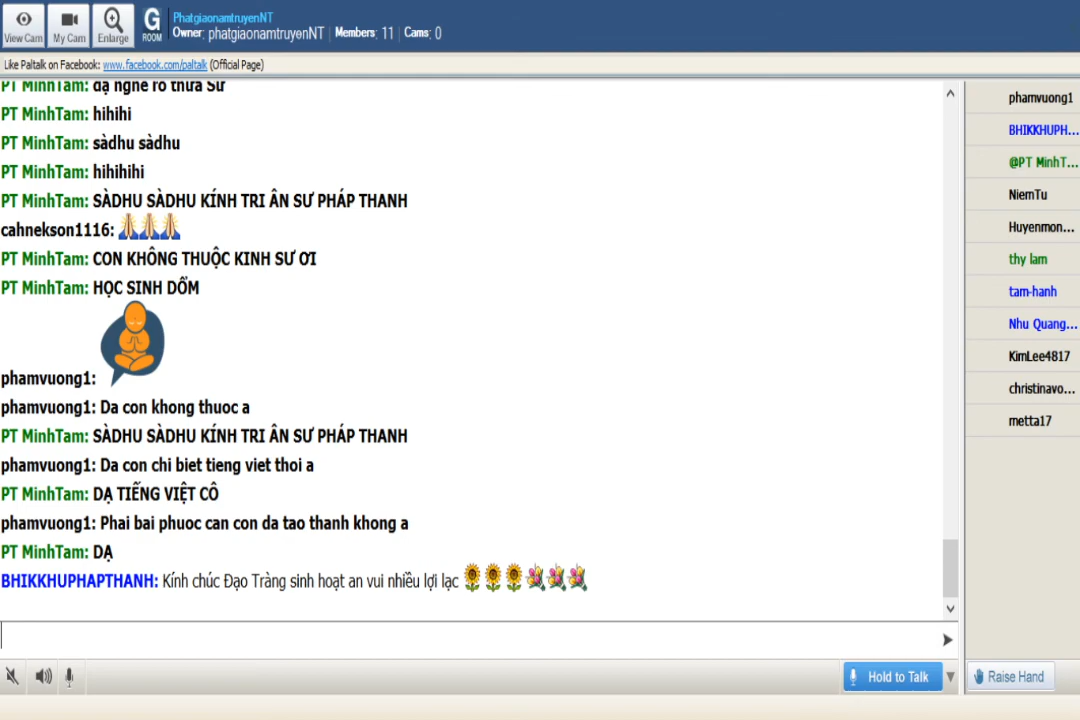 PhatgiaonamtruyenNT
Owner: phatgiaonamtruyenNT | Members: 11 | Cams: 0
View Cam
My Cam
Enlarge
G ROOM
Like Paltalk on Facebook: www.facebook.com/paltalk (Official Page)
PT MinhTam: dạ nghe rõ thưa Sư
PT MinhTam: hihihi
PT MinhTam: sàdhu sàdhu
PT MinhTam: hihihihi
PT MinhTam: SÀDHU SÀDHU KÍNH TRI ÂN SƯ PHÁP THANH
cahnekson1116:
PT MinhTam: CON KHÔNG THUỘC KINH SƯ ƠI
PT MinhTam: HỌC SINH DỔM
phamvuong1:
phamvuong1: Da con khong thuoc a
PT MinhTam: SÀDHU SÀDHU KÍNH TRI ÂN SƯ PHÁP THANH
phamvuong1: Da con chi biet tieng viet thoi a
PT MinhTam: DẠ TIẾNG VIỆT CÔ
phamvuong1: Phai bai phuoc can con da tao thanh khong a
PT MinhTam: DẠ
BHIKKHUPHAPTHANH: Kính chúc Đạo Tràng sinh hoạt an vui nhiều lợi lạc
phamvuong1
BHIKKHUPH...
@PT MinhT...
NiemTu
Huyenmon...
thy lam
tam-hanh
Nhu Quang...
KimLee4817
christinavo...
metta17
Hold to Talk
Raise Hand